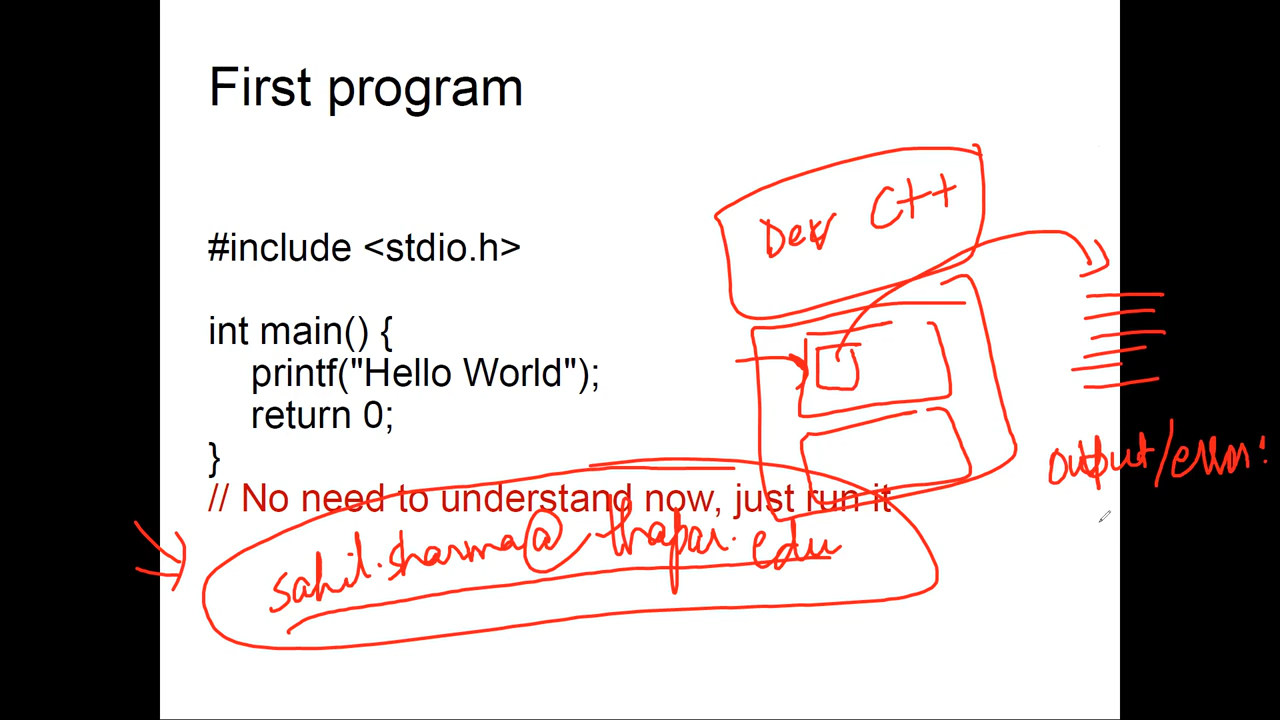 First program
Dev C++
#include <stdio.h>
int main() {
printf("Hello World");
return 0;
}
output/error:
// No need to understand now, just run it
sahil.sharma@thapar.edu